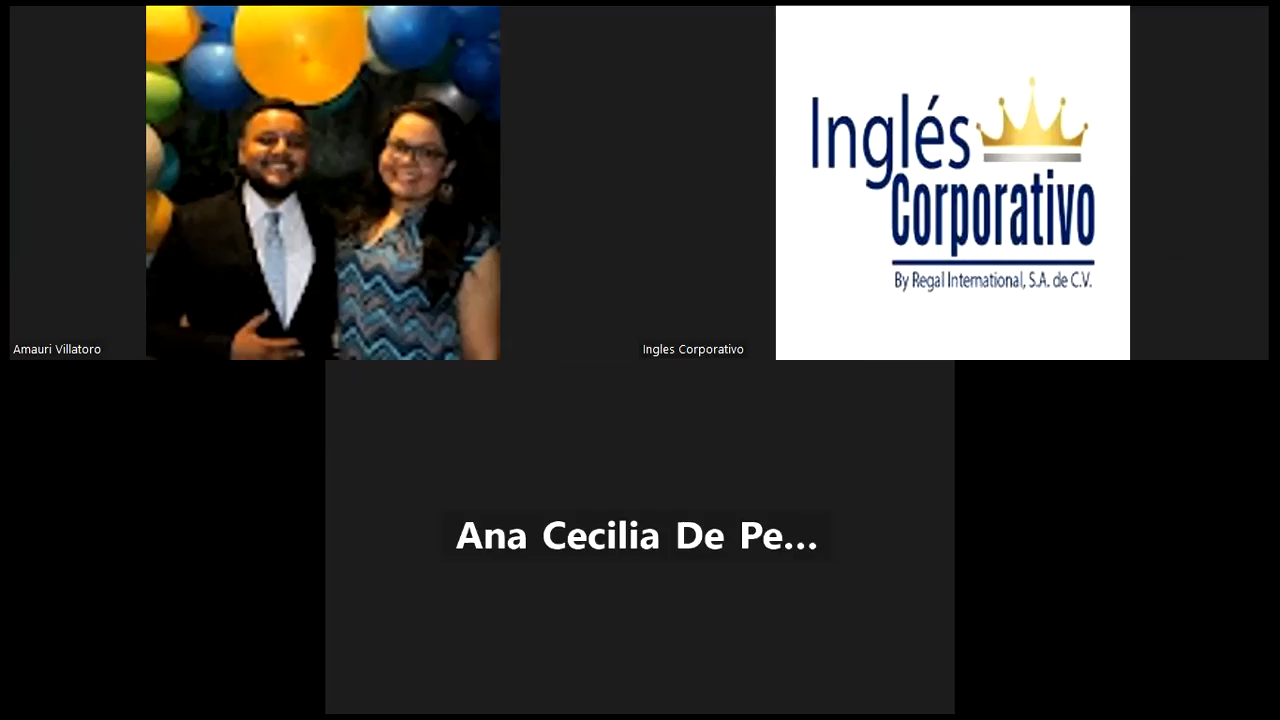 Inglés
Corporativo
By Regal International, S.A. de C.V.
Amauri Villatoro
Ingles Corporativo
Ana Cecilia De Pe...